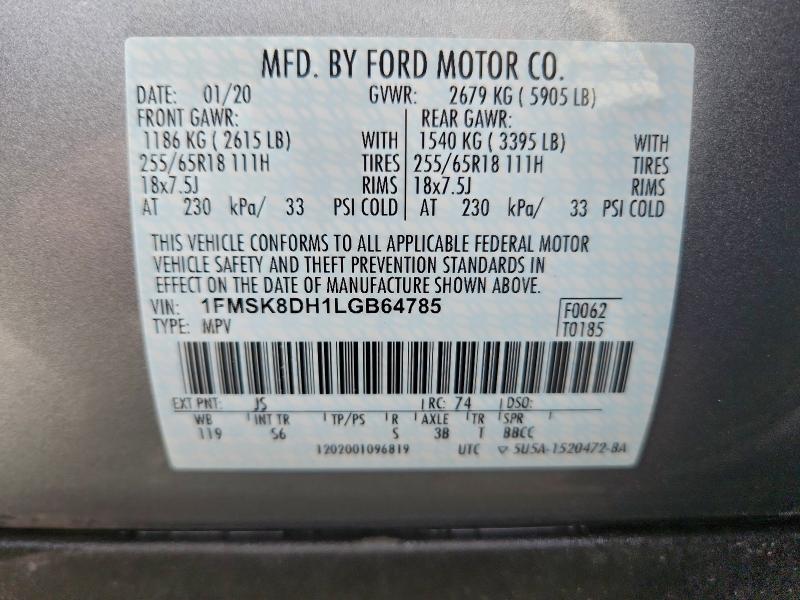 MFD. BY FORD MOTOR CO.
DATE: 01/20 GVWR: 2679 KG ( 5905 LB)
FRONT GAWR: REAR GAWR:
1186 KG ( 2615 LB) WITH 1540 KG ( 3395 LB) WITH
255/65R18 111H TIRES 255/65R18 111H TIRES
18x7.5J RIMS 18x7.5J RIMS
AT 230 kPa/ 33 PSI COLD AT 230 kPa/ 33 PSI COLD
THIS VEHICLE CONFORMS TO ALL APPLICABLE FEDERAL MOTOR
VEHICLE SAFETY AND THEFT PREVENTION STANDARDS IN
EFFECT ON THE DATE OF MANUFACTURE SHOWN ABOVE.
VIN: 1FMSK8DH1LGB64785 F0062
TYPE: MPV T0185
EXT PNT: JS RC: 74 DSO:
WB INT TR TP/PS R AXLE TR SPR
119 S6 S 3B T BBCC
1202001096819 UTC ▽ 5U5A-1520472-BA